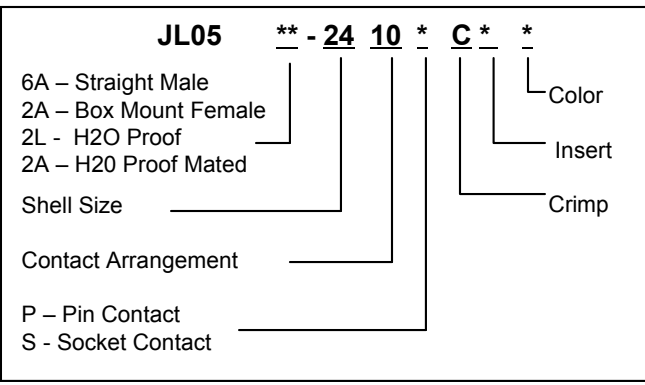 JL05 ** - 24 10 * C * *
6A – Straight Male
2A – Box Mount Female
2L - H2O Proof
2A – H20 Proof Mated
Shell Size
Contact Arrangement
P – Pin Contact
S - Socket Contact
Color
Insert
Crimp